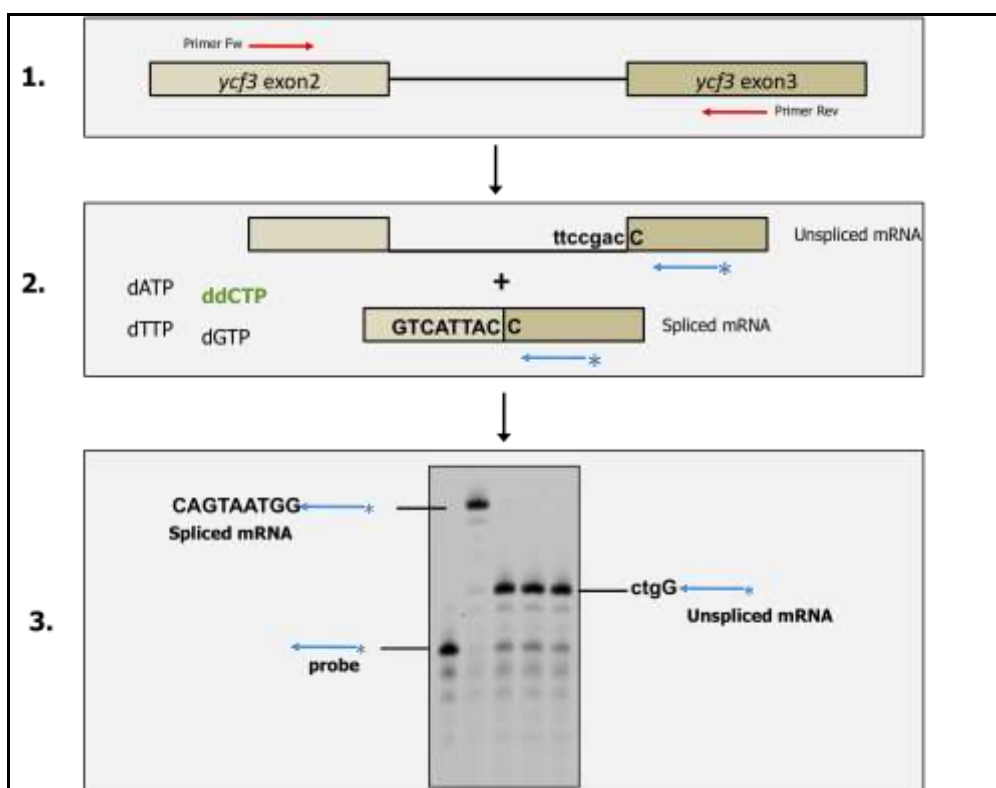 1.
Primer Fw
ycf3 exon2
ycf3 exon3
Primer Rev
2.
ttccgac C
Unspliced mRNA
*
+
dATP
ddCTP
dTTP
dGTP
GTCATTAC C
Spliced mRNA
*
3.
CAGTAATGG *
Spliced mRNA
ctgG *
Unspliced mRNA
*
probe